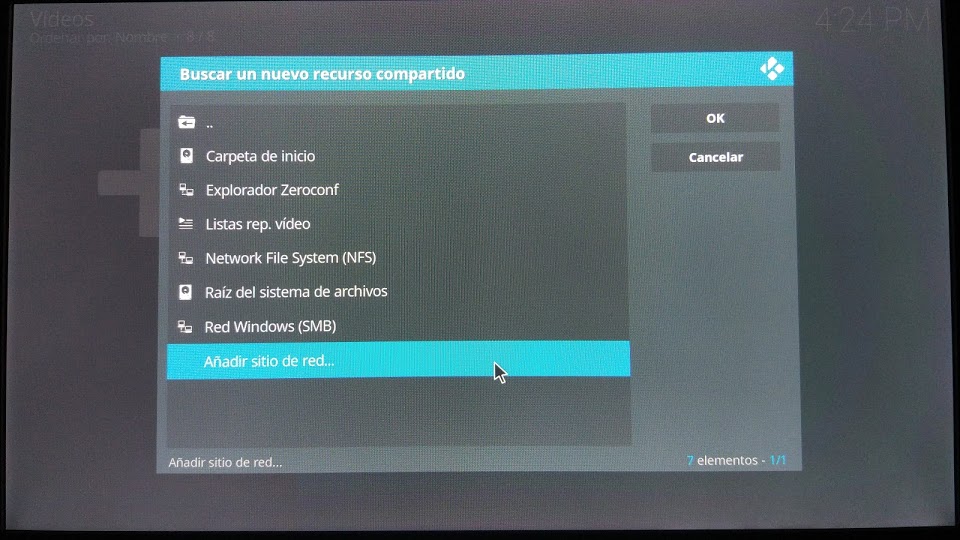 Vídeos
Ordenar por: Nombre · 8 / 8
4:24 PM
Buscar un nuevo recurso compartido
..
Carpeta de inicio
Explorador Zeroconf
Listas rep. vídeo
Network File System (NFS)
Raíz del sistema de archivos
Red Windows (SMB)
Añadir sitio de red...
OK
Cancelar
Añadir sitio de red...
7 elementos - 1/1